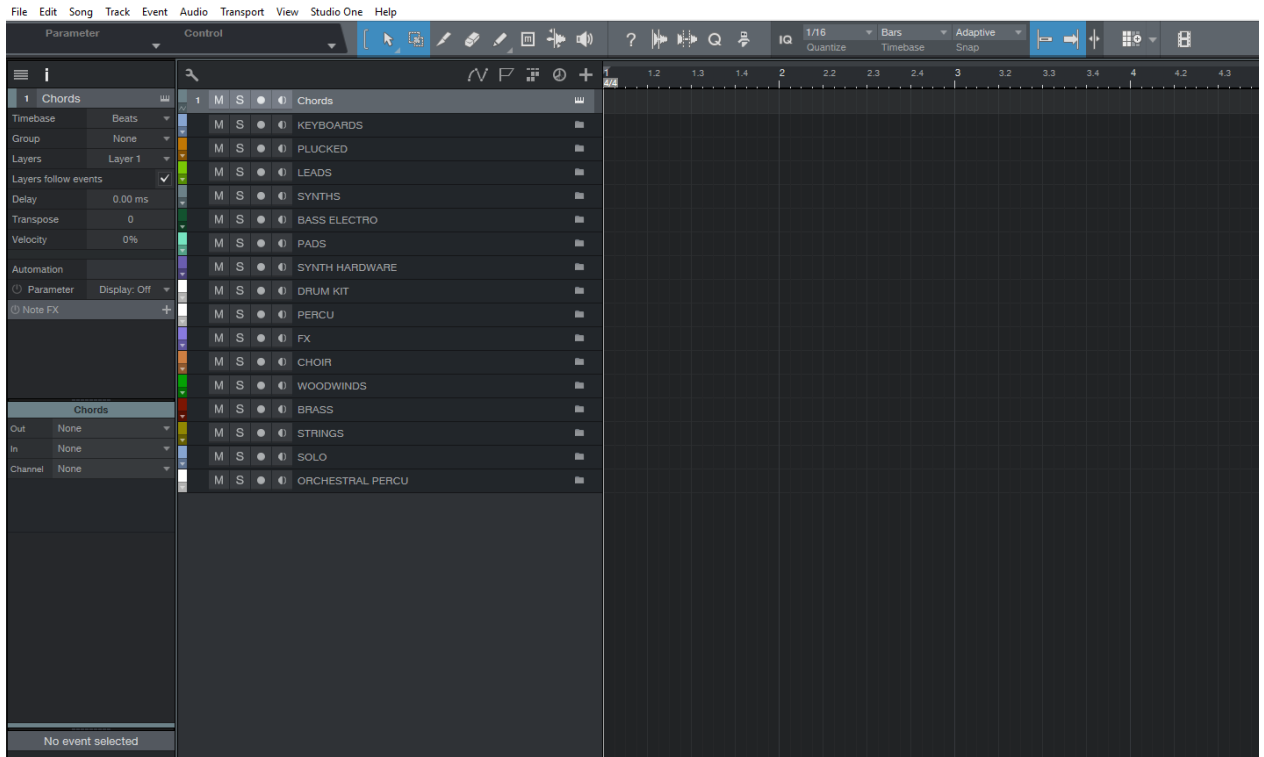 File Edit Song Track Event Audio Transport View Studio One Help
Parameter Control
? Q IQ 1/16 Quantize Bars Timebase Adaptive Snap
i
1 1.2 1.3 1.4 2 2.2 2.3 2.4 3 3.2 3.3 3.4 4 4.2 4.3
4/4
1 Chords
Timebase Beats
Group None
Layers Layer 1
Layers follow events
Delay 0.00 ms
Transpose 0
Velocity 0%
Automation
Parameter Display: Off
Note FX
Chords
Out None
In None
Channel None
No event selected
1 M S Chords
M S KEYBOARDS
M S PLUCKED
M S LEADS
M S SYNTHS
M S BASS ELECTRO
M S PADS
M S SYNTH HARDWARE
M S DRUM KIT
M S PERCU
M S FX
M S CHOIR
M S WOODWINDS
M S BRASS
M S STRINGS
M S SOLO
M S ORCHESTRAL PERCU